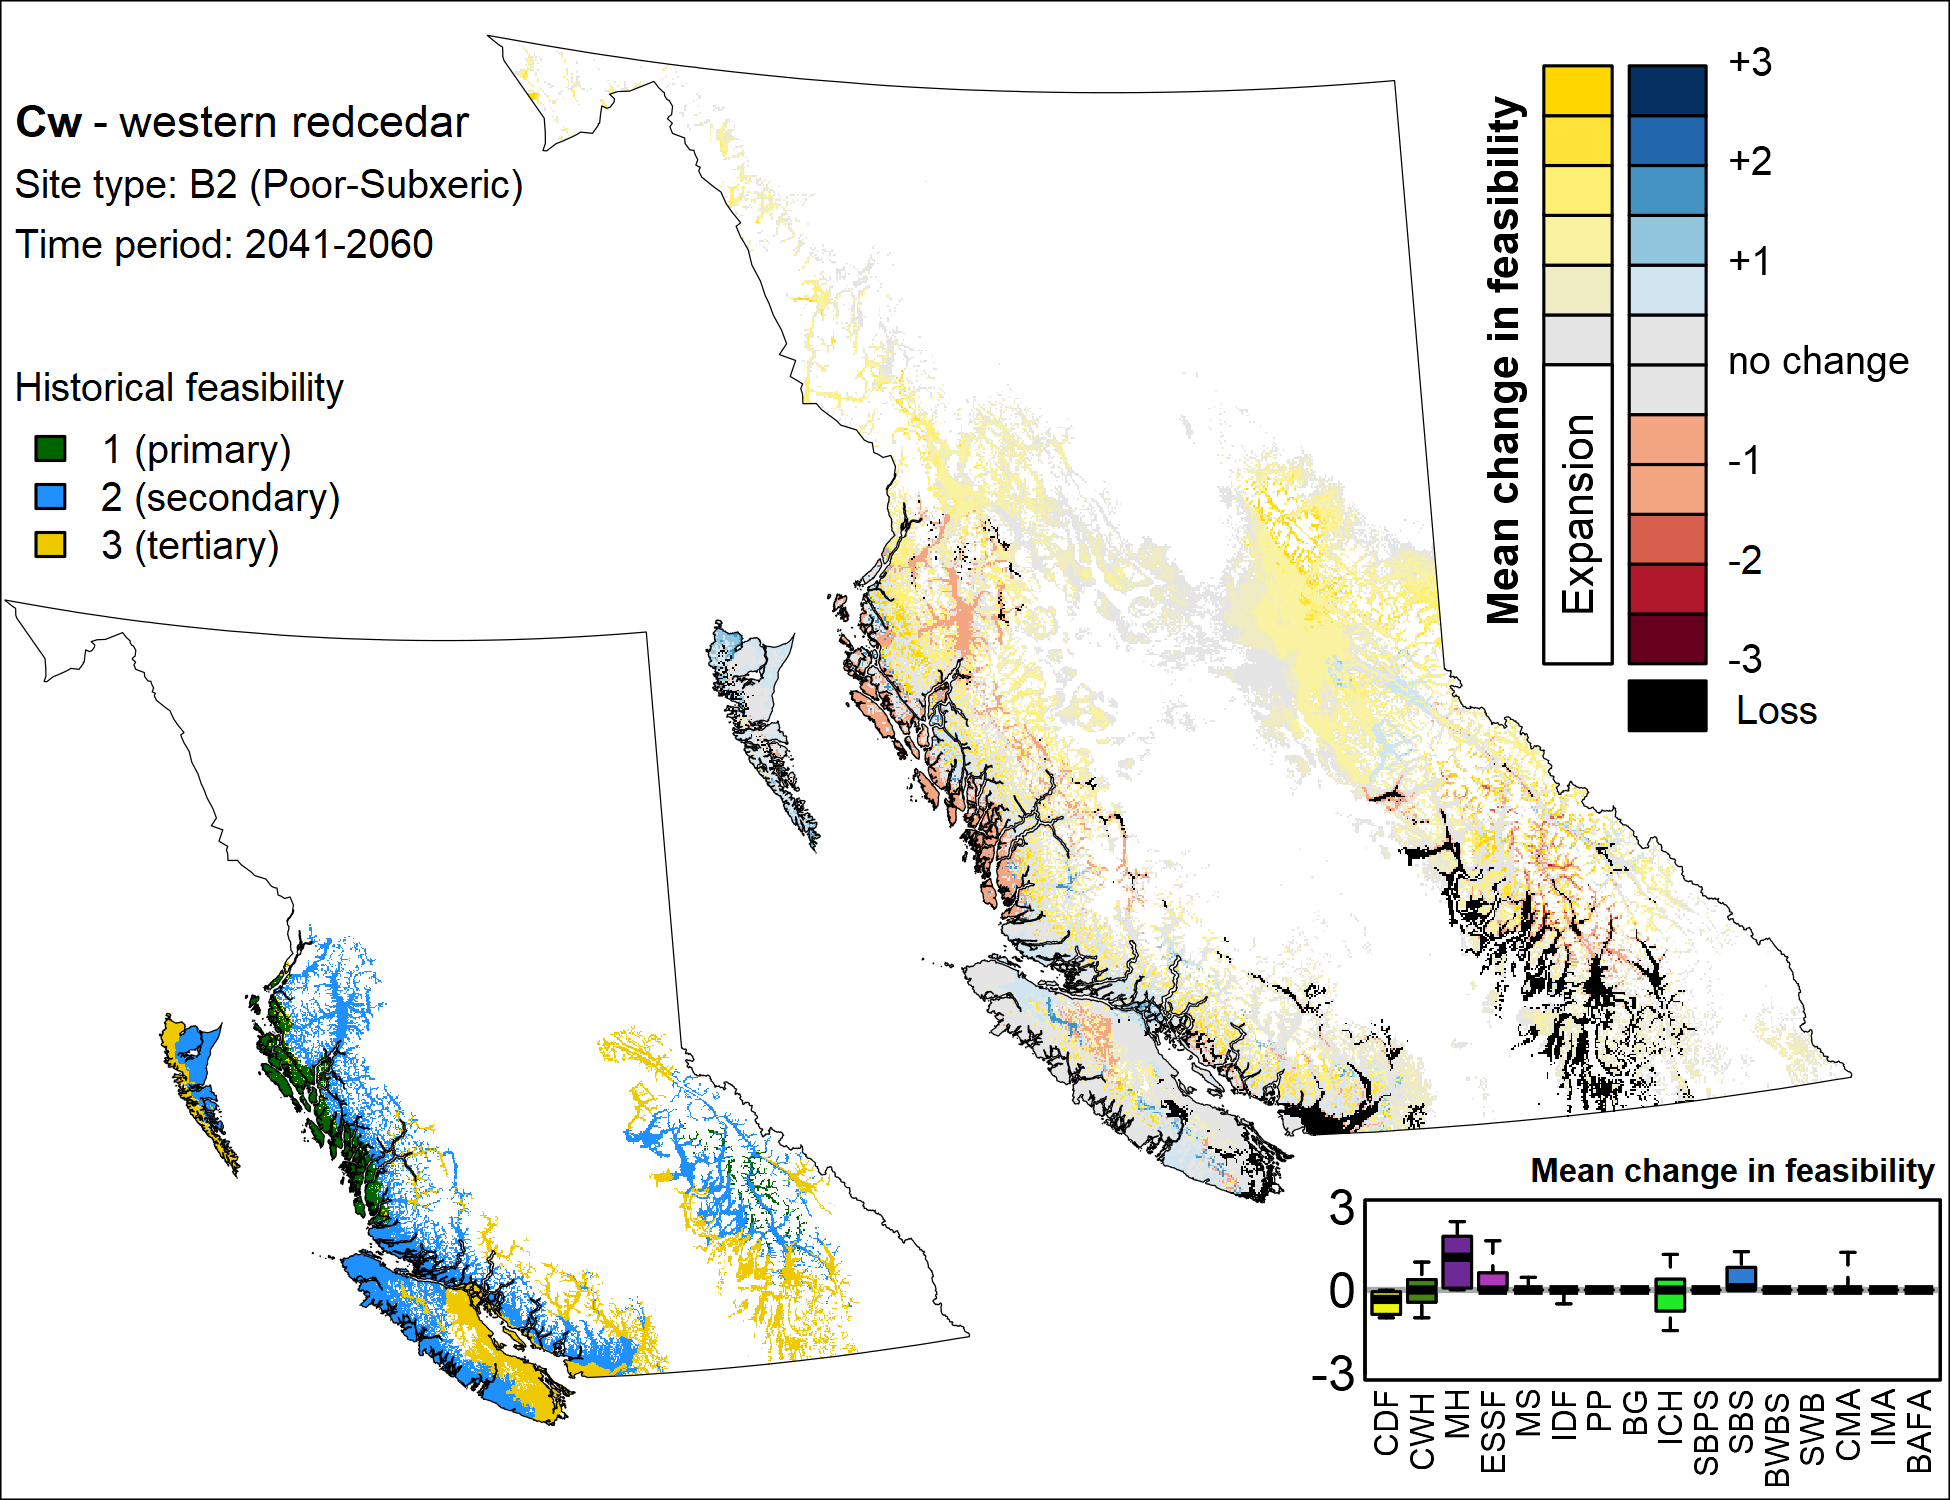 Cw - western redcedar
Site type: B2 (Poor-Subxeric)
Time period: 2041-2060
Historical feasibility
1 (primary)
2 (secondary)
3 (tertiary)
Mean change in feasibility
Expansion
+3
+2
+1
no change
-1
-2
-3
Loss
Mean change in feasibility
3
0
-3
CDF
CWH
MH
ESSF
MS
IDF
PP
BG
ICH
SBPS
SBS
BWBS
SWB
CMA
IMA
BAFA